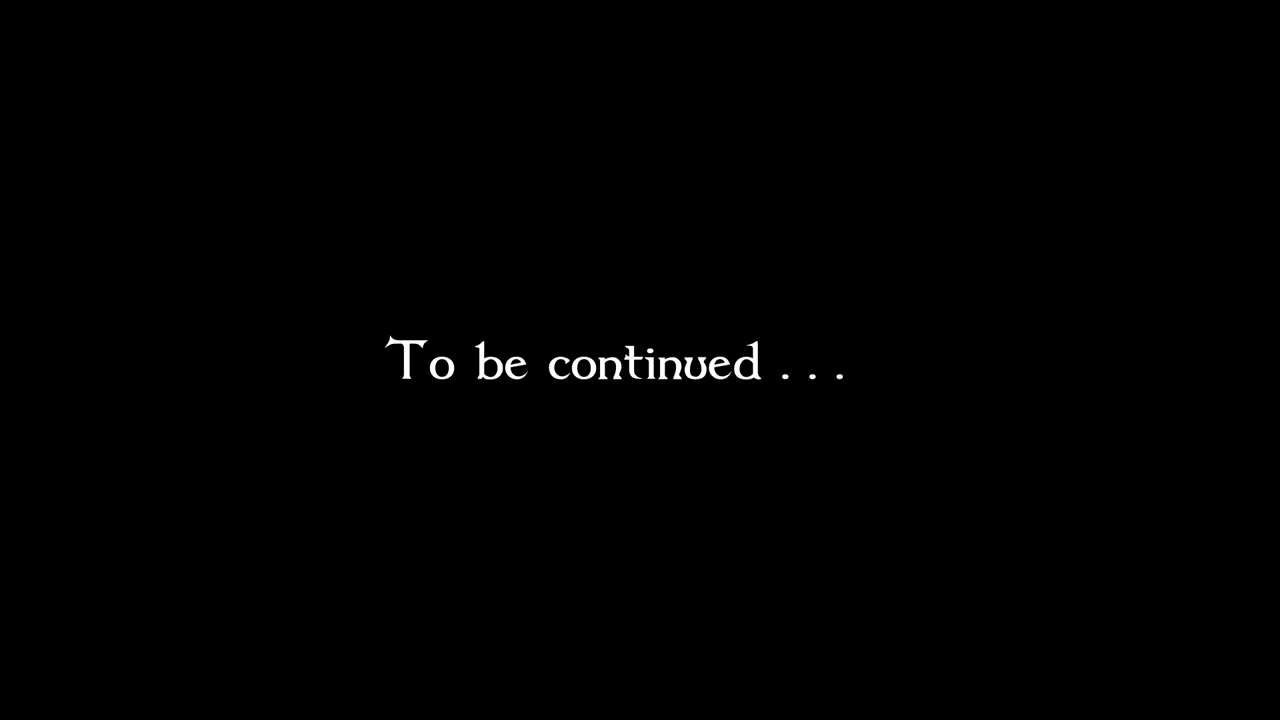 To be continued . . .